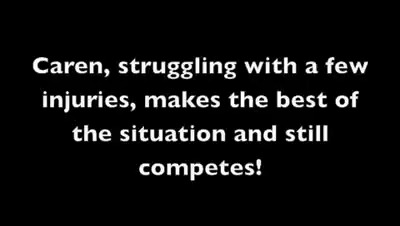 Caren, struggling with a few
injuries, makes the best of
the situation and still
competes!